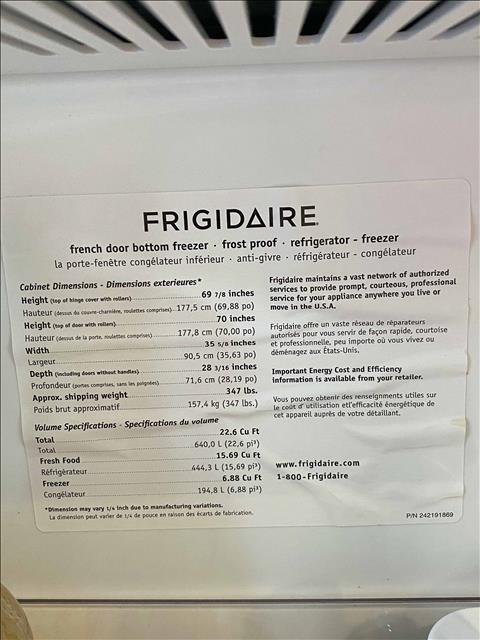 FRIGIDAIRE
french door bottom freezer · frost proof · refrigerator - freezer
la porte-fenêtre congélateur inférieur · anti-givre · réfrigérateur - congélateur
Cabinet Dimensions - Dimensions exterieures*
Height (top of hinge cover with rollers) 69 7/8 inches
Hauteur (dessus du couvre-charnière, roulettes comprises) 177,5 cm (69,88 po)
Height (top of door with rollers) 70 inches
Hauteur (dessus de la porte, roulettes comprises) 177,8 cm (70,00 po)
Width 35 5/8 inches
Largeur 90,5 cm (35,63 po)
Depth (including doors without handles) 28 3/16 inches
Profondeur (portes comprises, sans les poignées) 71,6 cm (28,19 po)
Approx. shipping weight 347 lbs.
Poids brut approximatif 157,4 kg (347 lbs.)
Volume Specifications - Specifications du volume
Total 22.6 Cu Ft
Total 640,0 L (22,6 pi³)
Fresh Food 15.69 Cu Ft
Réfrigérateur 444,3 L (15,69 pi³)
Freezer 6.88 Cu Ft
Congélateur 194,8 L (6,88 pi³)
*Dimension may vary 1/4 inch due to manufacturing variations.
La dimension peut varier de 1/4 de pouce en raison des écarts de fabrication.
Frigidaire maintains a vast network of authorized
services to provide prompt, courteous, professional
service for your appliance anywhere you live or
move in the U.S.A.
Frigidaire offre un vaste réseau de réparateurs
autorisés pour vous servir de façon rapide, courtoise
et professionnelle, peu importe où vous vivez ou
déménagez aux États-Unis.
Important Energy Cost and Efficiency
information is available from your retailer.
Vous pouvez obtenir des renseignments utiles sur
le coût d' utilisation etl'efficacité énergétique de
cet appareil auprés de votre détaillant.
www.frigidaire.com
1-800-Frigidaire
P/N 242191869